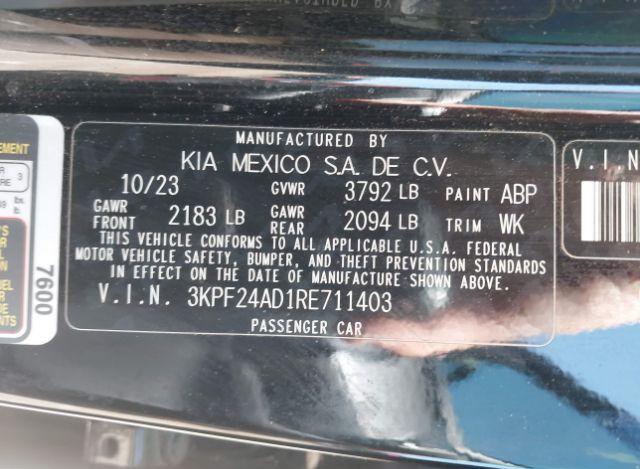 MANUFACTURED BY
KIA MEXICO S.A. DE C.V.
10/23 GVWR 3792 LB PAINT ABP
GAWR FRONT 2183 LB GAWR REAR 2094 LB TRIM WK
THIS VEHICLE CONFORMS TO ALL APPLICABLE U.S.A. FEDERAL
MOTOR VEHICLE SAFETY, BUMPER, AND THEFT PREVENTION STANDARDS
IN EFFECT ON THE DATE OF MANUFACTURE SHOWN ABOVE.
V.I.N. 3KPF24AD1RE711403
PASSENGER CAR
7600
V.I.N